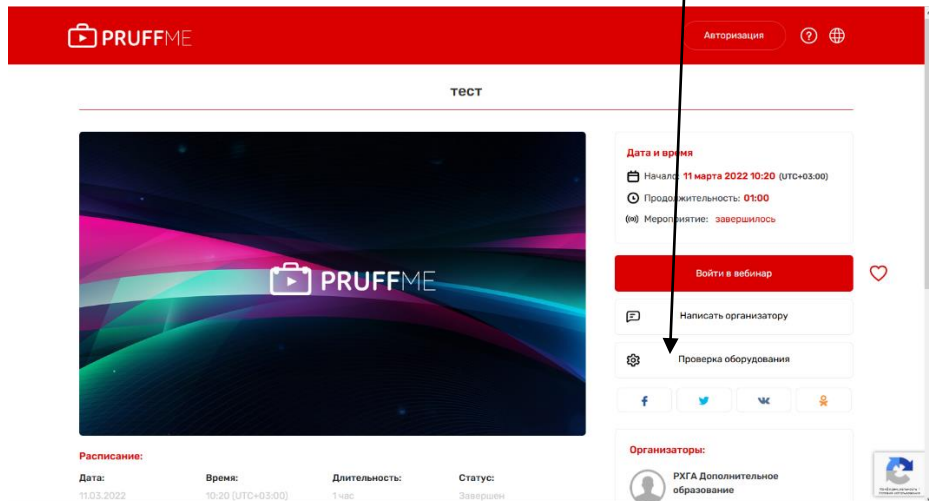 PRUFFME
Авторизация
тест
PRUFFME
Дата и время
Начало: 11 марта 2022 10:20 (UTC+03:00)
Продолжительность: 01:00
Мероприятие: завершилось
Войти в вебинар
Написать организатору
Проверка оборудования
Организаторы:
РХГА Дополнительное
образование
Расписание:
Дата: Время: Длительность: Статус:
11.03.2022 10:20 (UTC+03:00) 1 час Завершен